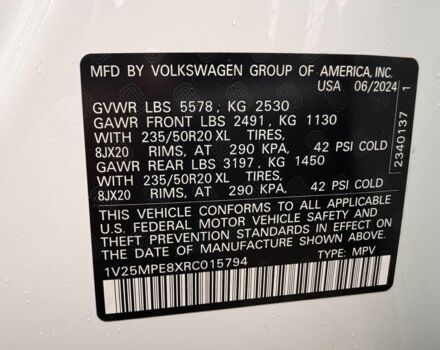 MFD BY VOLKSWAGEN GROUP OF AMERICA, INC.
USA 06/2024
GVWR LBS 5578, KG 2530
GAWR FRONT LBS 2491, KG 1130
WITH 235/50R20 XL TIRES,
8JX20 RIMS, AT 290 KPA, 42 PSI COLD
GAWR REAR LBS 3197, KG 1450
WITH 235/50R20 XL TIRES,
8JX20 RIMS, AT 290 KPA, 42 PSI COLD
THIS VEHICLE CONFORMS TO ALL APPLICABLE
U.S. FEDERAL MOTOR VEHICLE SAFETY AND
THEFT PREVENTION STANDARDS IN EFFECT ON THE
DATE OF MANUFACTURE SHOWN ABOVE.
1V25MPE8XRC015794 TYPE: MPV
2340137 1